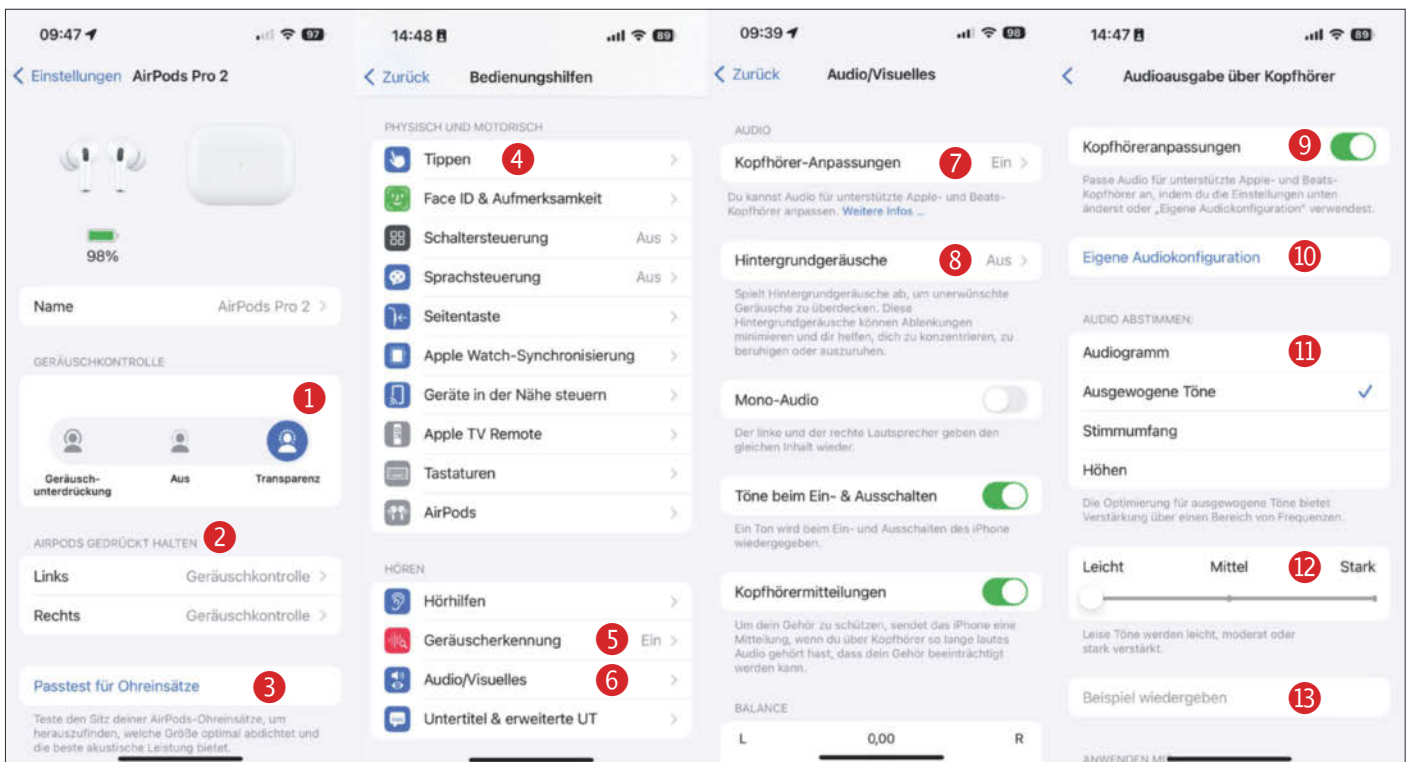 09:47
97
Einstellungen AirPods Pro 2
98%
Name AirPods Pro 2
GERÄUSCHKONTROLLE
1
Geräusch-
unterdrückung
Aus
Transparenz
AIRPODS GEDRÜCKT HALTEN 2
Links Geräuschkontrolle
Rechts Geräuschkontrolle
Passtest für Ohreinsätze 3
Teste den Sitz deiner AirPods-Ohreinsätze, um
herauszufinden, welche Größe optimal abdichtet und
die beste akustische Leistung bietet.
14:48
89
Zurück Bedienungshilfen
PHYSISCH UND MOTORISCH
Tippen 4
Face ID & Aufmerksamkeit
Schaltersteuerung Aus
Sprachsteuerung Aus
Seitentaste
Apple Watch-Synchronisierung
Geräte in der Nähe steuern
Apple TV Remote
Tastaturen
AirPods
HÖREN
Hörhilfen
Geräuscherkennung 5 Ein
Audio/Visuelles 6
Untertitel & erweiterte UT
09:39
98
Zurück Audio/Visuelles
AUDIO
Kopfhörer-Anpassungen 7 Ein
Du kannst Audio für unterstützte Apple- und Beats-
Kopfhörer anpassen. Weitere Infos ...
Hintergrundgeräusche 8 Aus
Spielt Hintergrundgeräusche ab, um unerwünschte
Geräusche zu überdecken. Diese
Hintergrundgeräusche können Ablenkungen
minimieren und dir helfen, dich zu konzentrieren, zu
beruhigen oder auszuruhen.
Mono-Audio
Der linke und der rechte Lautsprecher geben den
gleichen Inhalt wieder.
Töne beim Ein- & Ausschalten
Ein Ton wird beim Ein- und Ausschalten des iPhone
wiedergegeben.
Kopfhörermitteilungen
Um dein Gehör zu schützen, sendet das iPhone eine
Mitteilung, wenn du über Kopfhörer so lange lautes
Audio gehört hast, dass dein Gehör beeinträchtigt
werden kann.
BALANCE
L 0,00 R
14:47
89
Audioausgabe über Kopfhörer
Kopfhöreranpassungen 9
Passe Audio für unterstützte Apple- und Beats-
Kopfhörer an, indem du die Einstellungen unten
änderst oder „Eigene Audiokonfiguration“ verwendest.
Eigene Audiokonfiguration 10
AUDIO ABSTIMMEN:
Audiogramm 11
Ausgewogene Töne
Stimmumfang
Höhen
Die Optimierung für ausgewogene Töne bietet
Verstärkung über einen Bereich von Frequenzen.
Leicht Mittel 12 Stark
Leise Töne werden leicht, moderat oder
stark verstärkt.
Beispiel wiedergeben 13
ANWENDEN